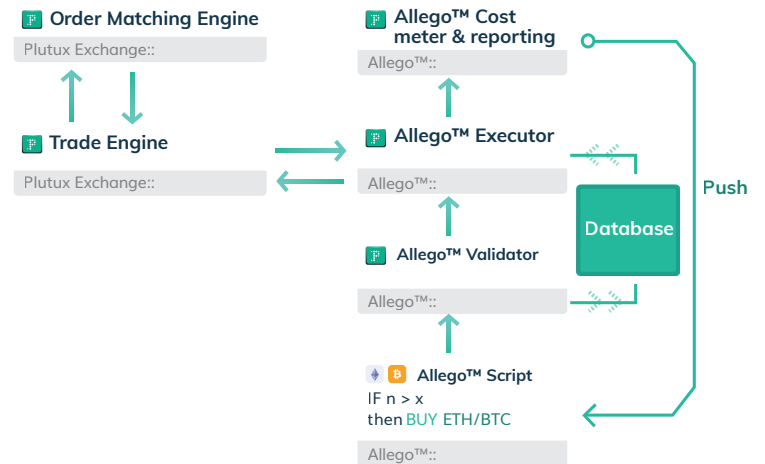 Order Matching Engine
Plutux Exchange::
Trade Engine
Plutux Exchange::
Allego™ Cost
meter & reporting
Allego™::
Allego™ Executor
Allego™::
Allego™ Validator
Allego™::
Allego™ Script
IF n > x
then BUY ETH/BTC
Allego™::
Database
Push